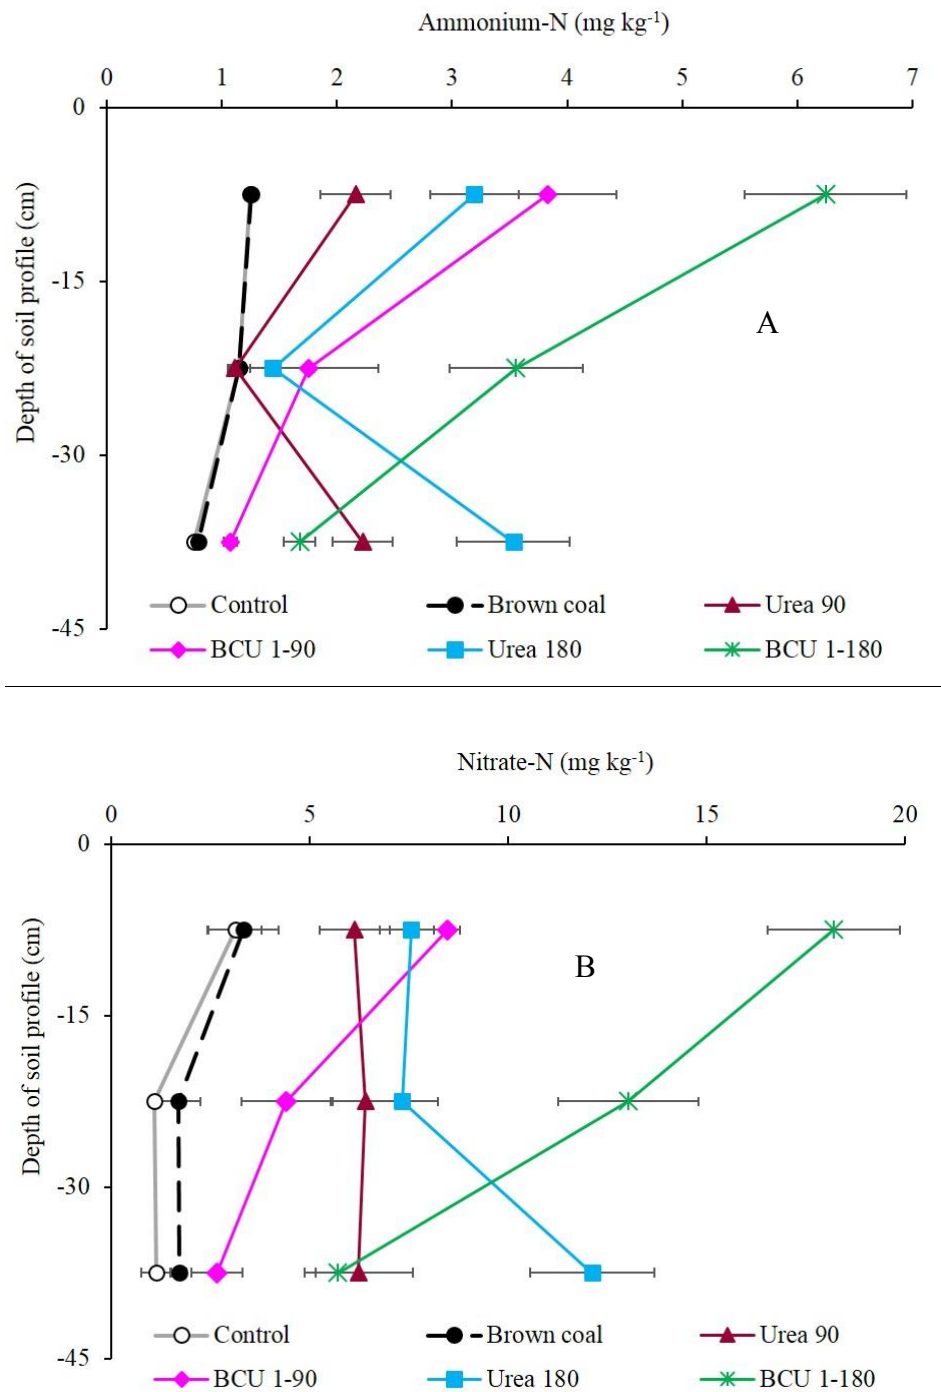 Ammonium-N (mg kg⁻¹)
0 1 2 3 4 5 6 7
0
-15
-30
-45
Depth of soil profile (cm)
A
Control Brown coal Urea 90
BCU 1-90 Urea 180 BCU 1-180
Nitrate-N (mg kg⁻¹)
0 5 10 15 20
0
-15
-30
-45
Depth of soil profile (cm)
B
Control Brown coal Urea 90
BCU 1-90 Urea 180 BCU 1-180